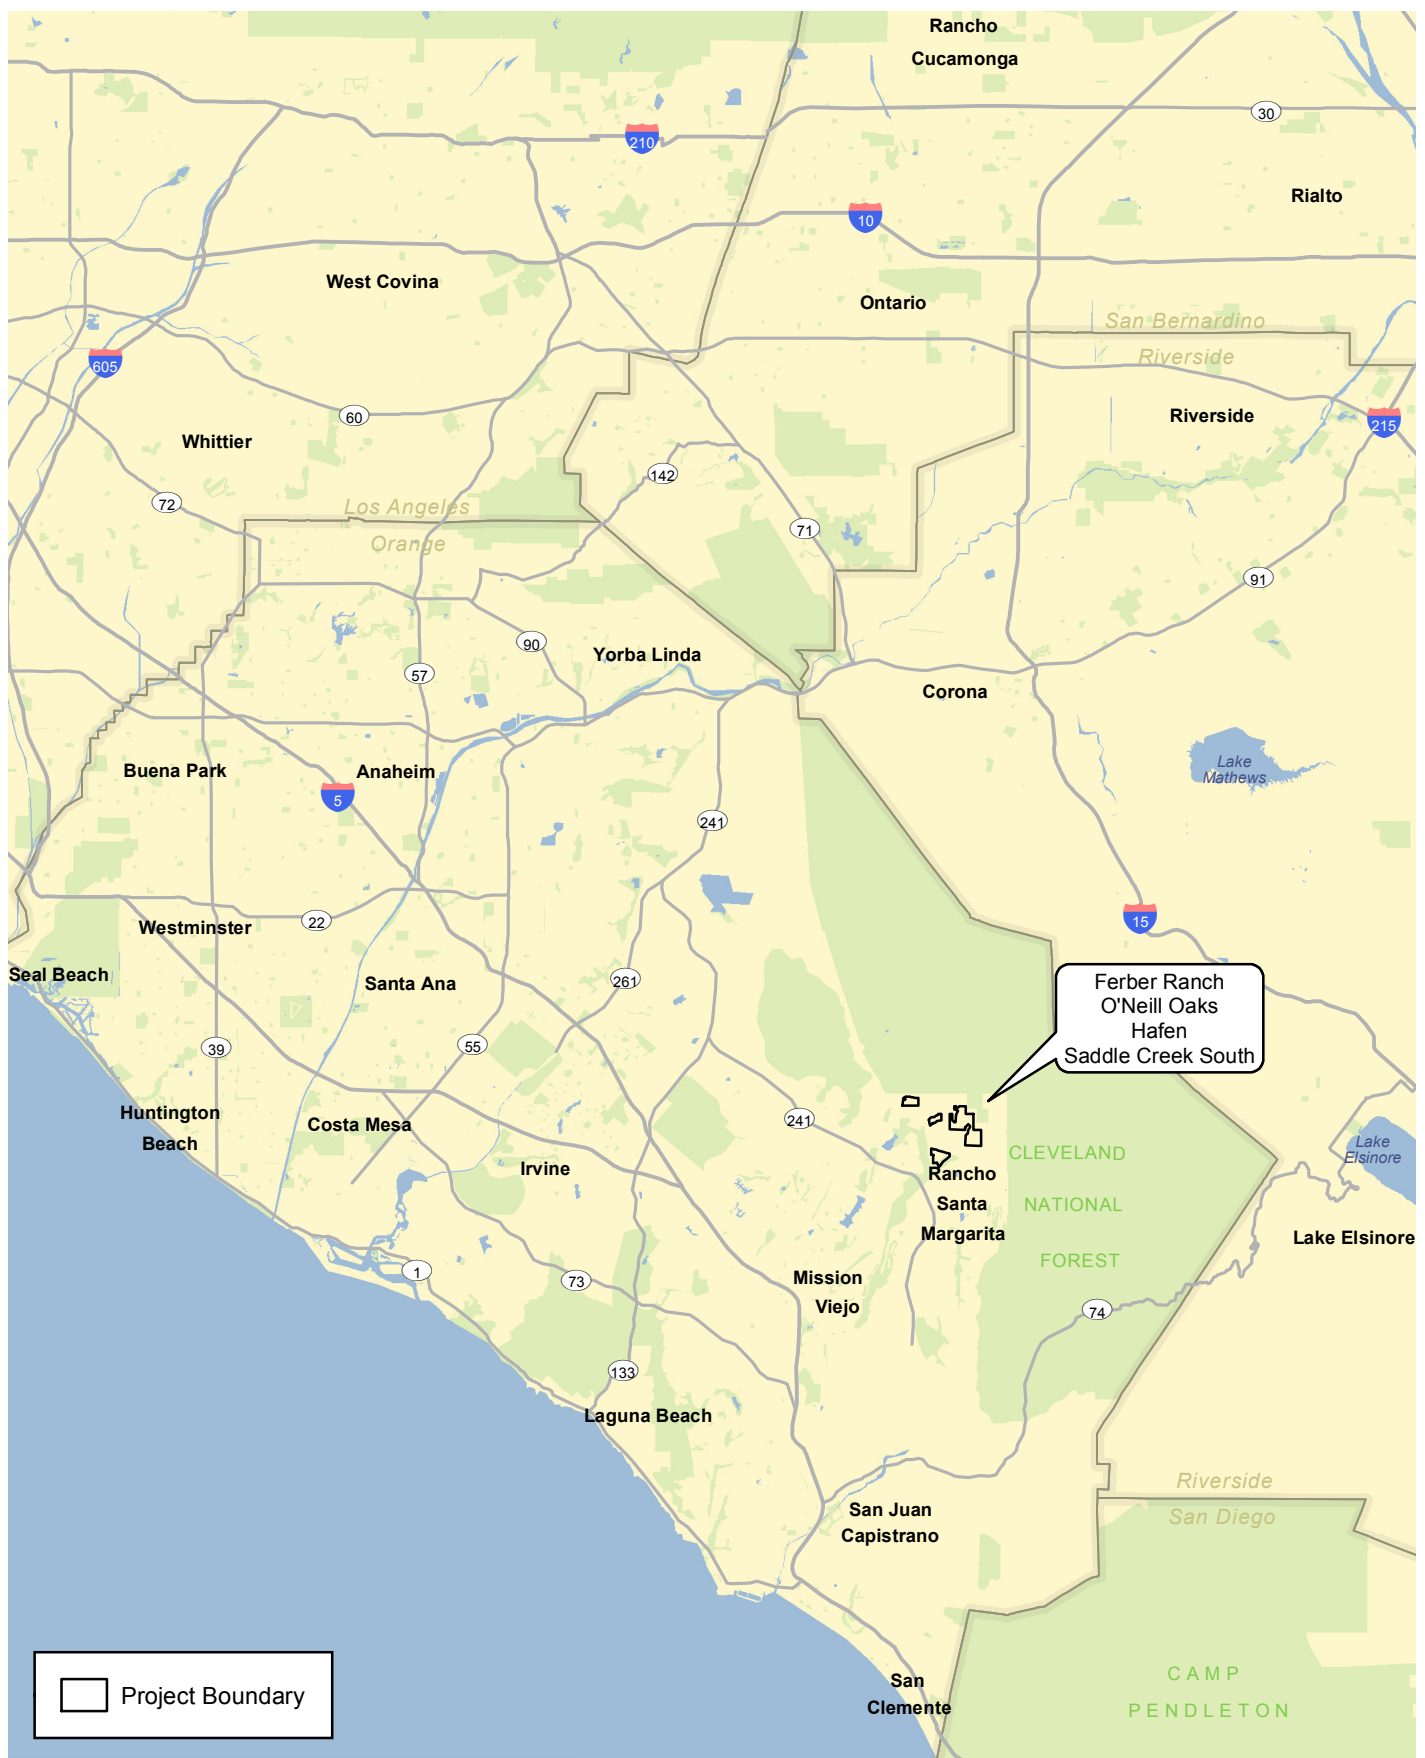 Rancho
Cucamonga
30
210
Rialto
10
West Covina
Ontario
San Bernardino
Riverside
605
60
Riverside
215
Whittier
142
72
Los Angeles
Orange
71
91
90
Yorba Linda
57
Corona
Lake
Mathews
Buena Park
Anaheim
5
241
15
Westminster
22
Seal Beach
Santa Ana
261
Ferber Ranch
O'Neill Oaks
Hafen
Saddle Creek South
39
55
Huntington
Beach
Costa Mesa
241
Irvine
Lake
Elsinore
CLEVELAND
NATIONAL
FOREST
Rancho
Santa
Margarita
Lake Elsinore
1
73
Mission
Viejo
74
133
Laguna Beach
Riverside
San Diego
San Juan
Capistrano
CAMP
PENDLETON
San
Clemente
Project Boundary